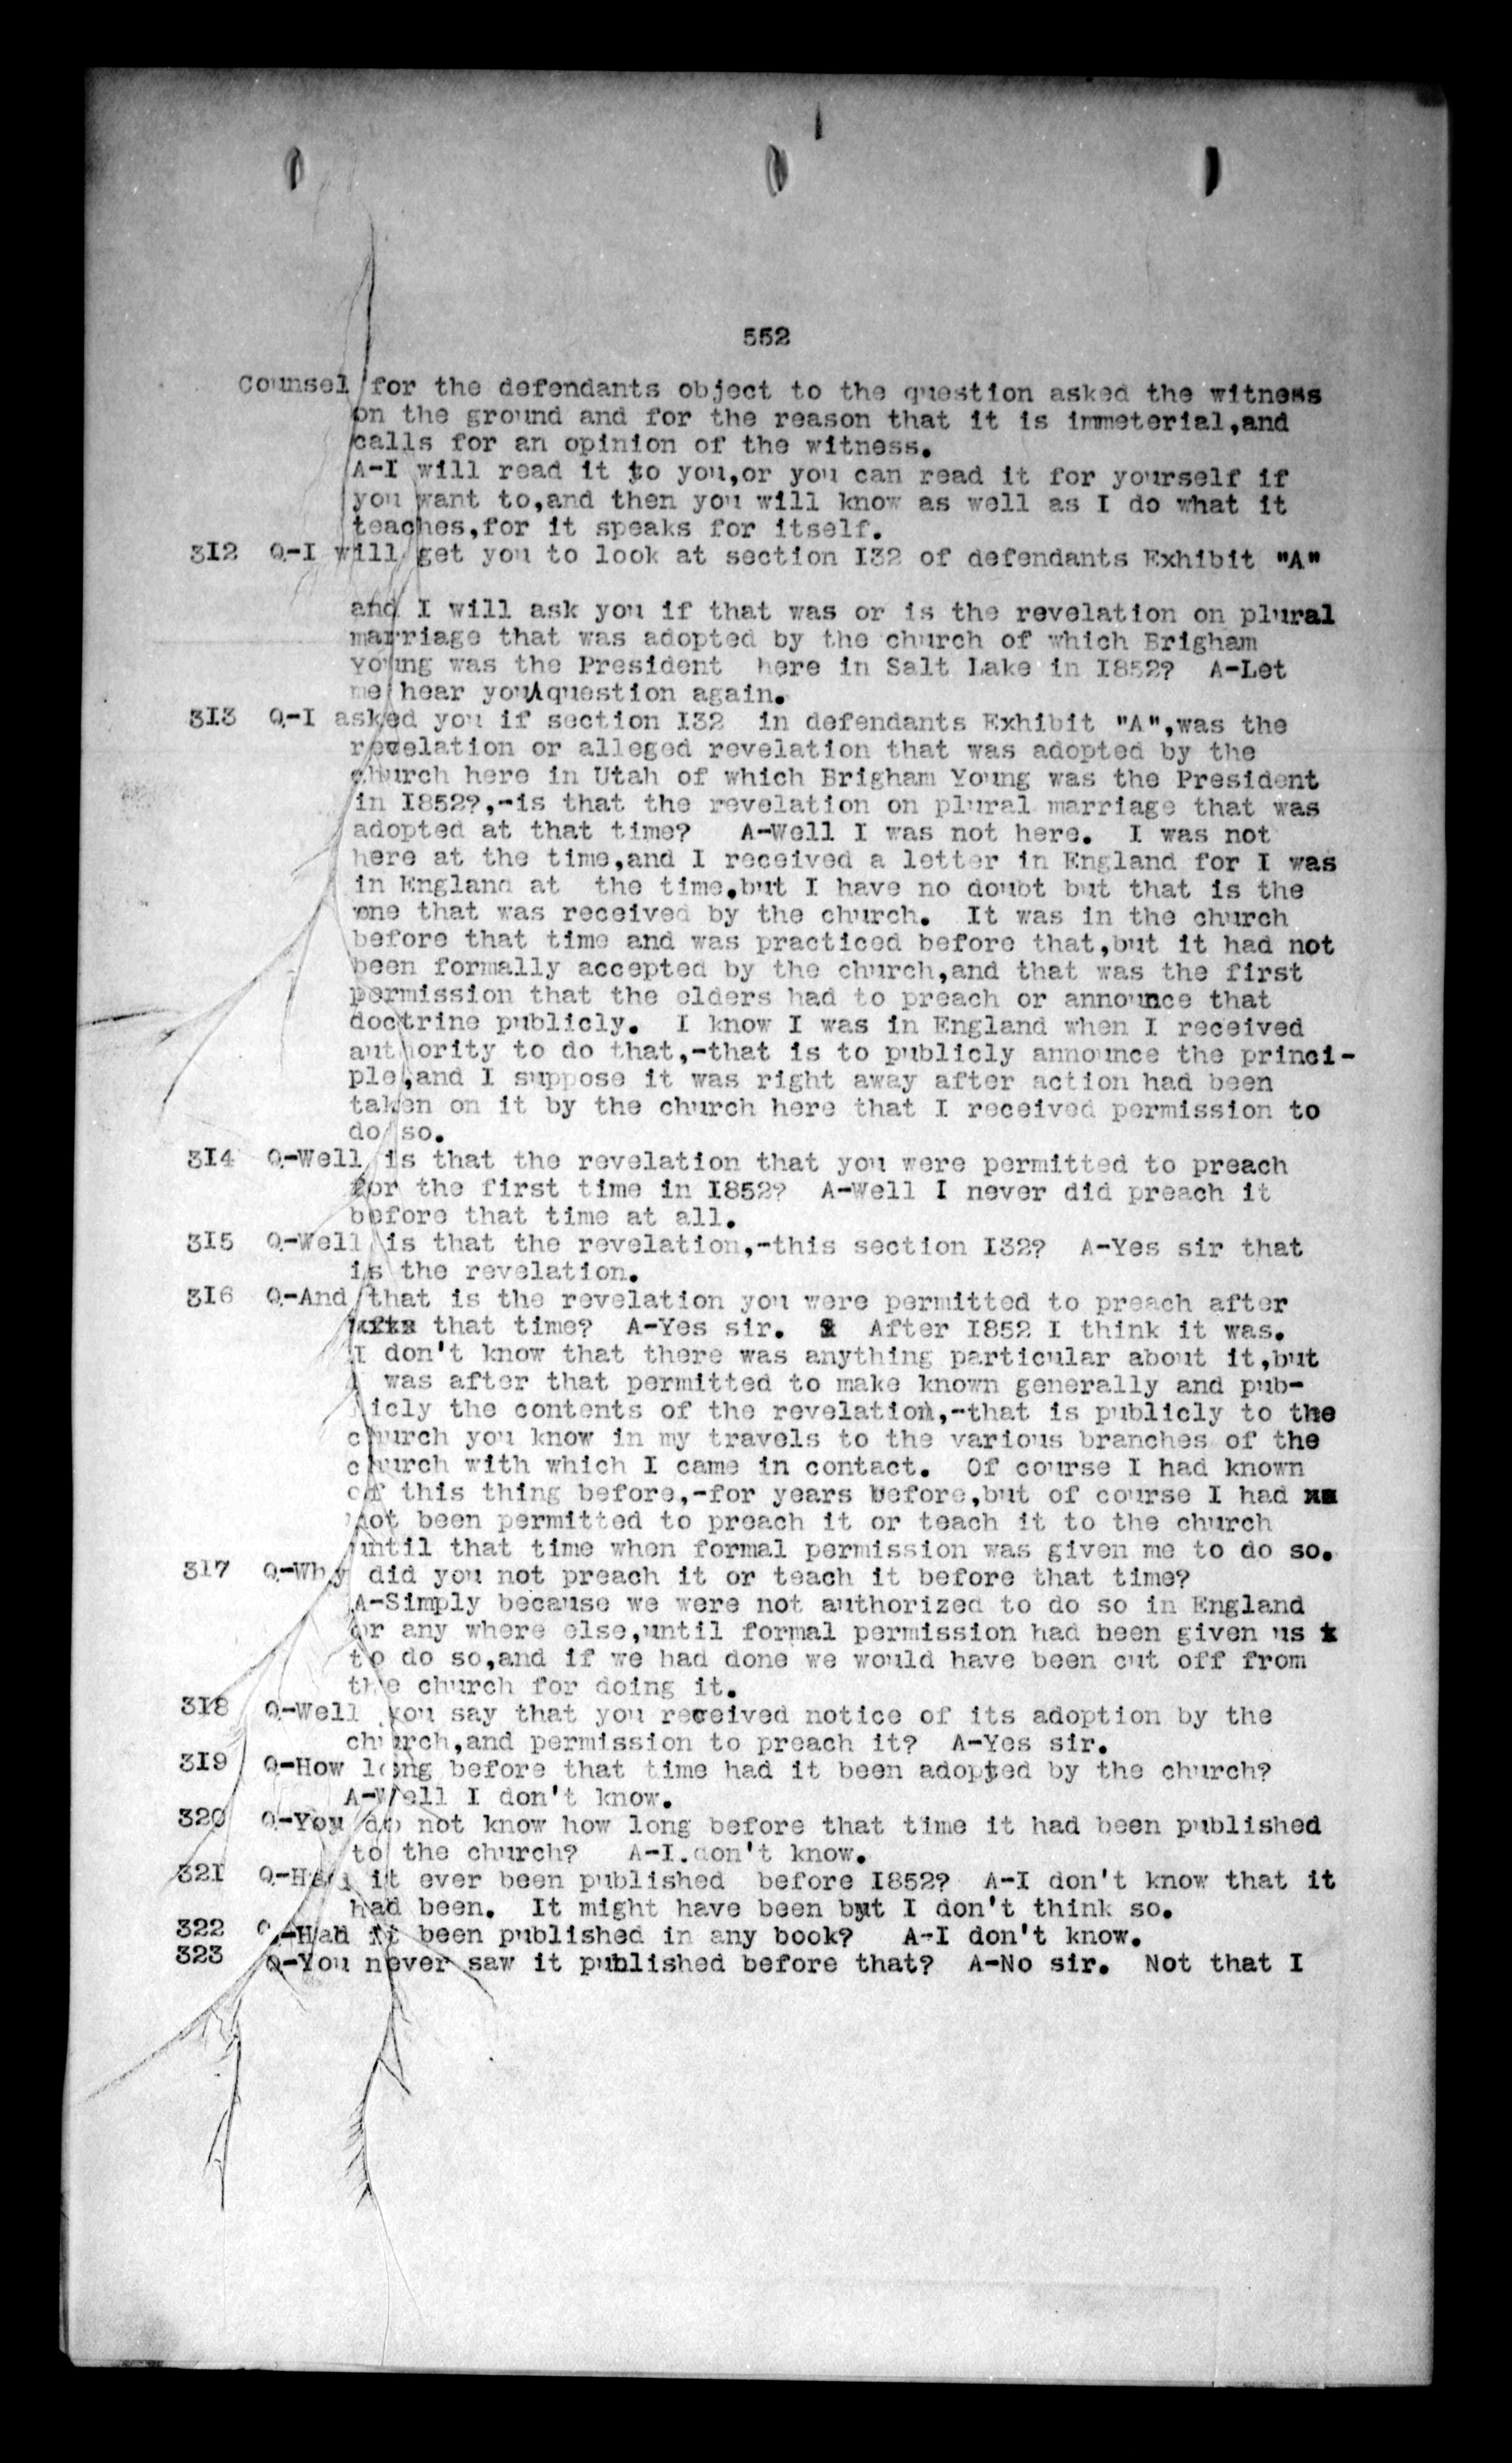 552
Counsel for the defendants object to the question asked the witness
on the ground and for the reason that it is immeterial,and
calls for an opinion of the witness.
A-I will read it to you,or you can read it for yourself if
you want to,and then you will know as well as I do what it
teaches,for it speaks for itself.
312 Q-I will get you to look at section I32 of defendants Exhibit "A"
and I will ask you if that was or is the revelation on plural
marriage that was adopted by the church of which Brigham
Young was the President here in Salt Lake in I852? A-Let
me hear you question again.
313 Q-I asked you if section I32 in defendants Exhibit "A",was the
revelation or alleged revelation that was adopted by the
church here in Utah of which Brigham Young was the President
in I852?,-is that the revelation on plural marriage that was
adopted at that time? A-Well I was not here. I was not
here at the time,and I received a letter in England for I was
in England at the time,but I have no doubt but that is the
one that was received by the church. It was in the church
before that time and was practiced before that,but it had not
been formally accepted by the church,and that was the first
permission that the elders had to preach or announce that
doctrine publicly. I know I was in England when I received
authority to do that,-that is to publicly announce the princi-
ple,and I suppose it was right away after action had been
taken on it by the church here that I received permission to
do so.
314 Q-Well is that the revelation that you were permitted to preach
for the first time in I852? A-Well I never did preach it
before that time at all.
315 Q-Well is that the revelation,-this section I32? A-Yes sir that
is the revelation.
316 Q-And that is the revelation you were permitted to preach after
that time? A-Yes sir. After I852 I think it was.
I don't know that there was anything particular about it,but
I was after that permitted to make known generally and pub-
licly the contents of the revelation,-that is publicly to the
church you know in my travels to the various branches of the
church with which I came in contact. Of course I had known
of this thing before,-for years before,but of course I had
not been permitted to preach it or teach it to the church
until that time when formal permission was given me to do so.
317 Q-Why did you not preach it or teach it before that time?
A-Simply because we were not authorized to do so in England
or any where else,until formal permission had been given us
to do so,and if we had done we would have been cut off from
the church for doing it.
318 Q-Well you say that you received notice of its adoption by the
church,and permission to preach it? A-Yes sir.
319 Q-How long before that time had it been adopted by the church?
A-Well I don't know.
320 Q-You do not know how long before that time it had been published
to the church? A-I.don't know.
321 Q-Had it ever been published before I852? A-I don't know that it
had been. It might have been but I don't think so.
322 Q-Had it been published in any book? A-I don't know.
323 Q-You never saw it published before that? A-No sir. Not that I